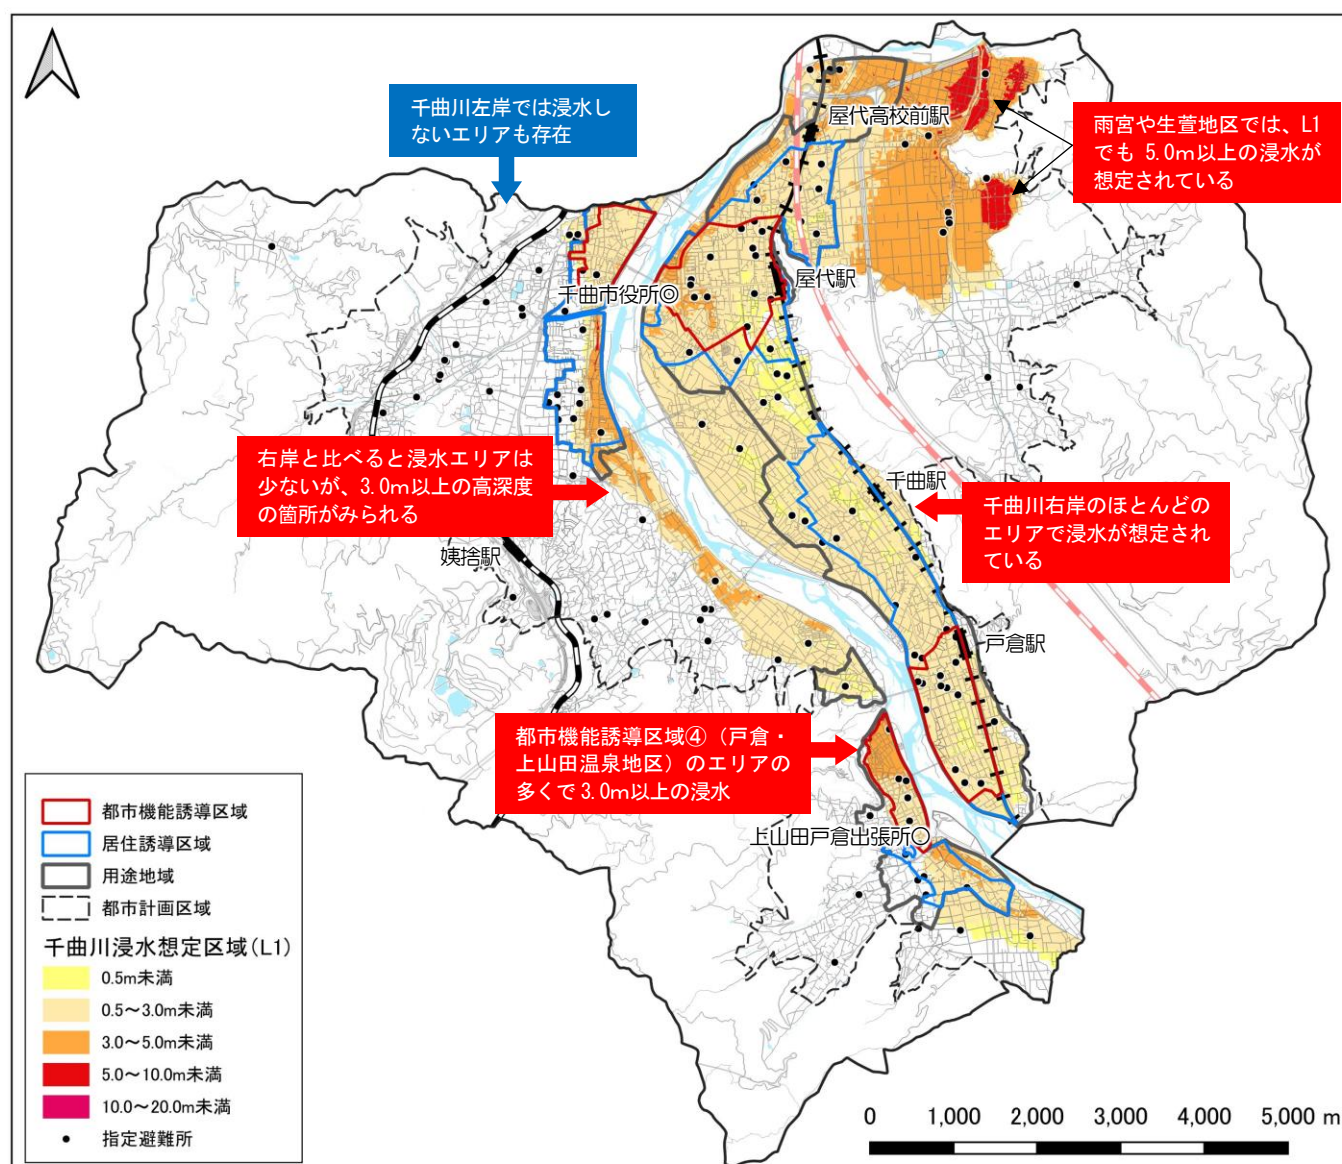 千曲川左岸では浸水し
ないエリアも存在
屋代高校前駅
雨宮や生萱地区では、L1
でも 5.0m以上の浸水が
想定されている
屋代駅
千曲市役所◎
右岸と比べると浸水エリアは
少ないが、3.0m以上の高深度
の箇所がみられる
千曲駅
千曲川右岸のほとんどの
エリアで浸水が想定され
ている
姨捨駅
戸倉駅
都市機能誘導区域④（戸倉・
上山田温泉地区）のエリアの
多くで 3.0m以上の浸水
上山田戸倉出張所○
都市機能誘導区域
居住誘導区域
用途地域
都市計画区域
千曲川浸水想定区域(L1)
0.5m未満
0.5～3.0m未満
3.0～5.0m未満
5.0～10.0m未満
10.0～20.0m未満
指定避難所
0 1,000 2,000 3,000 4,000 5,000 m